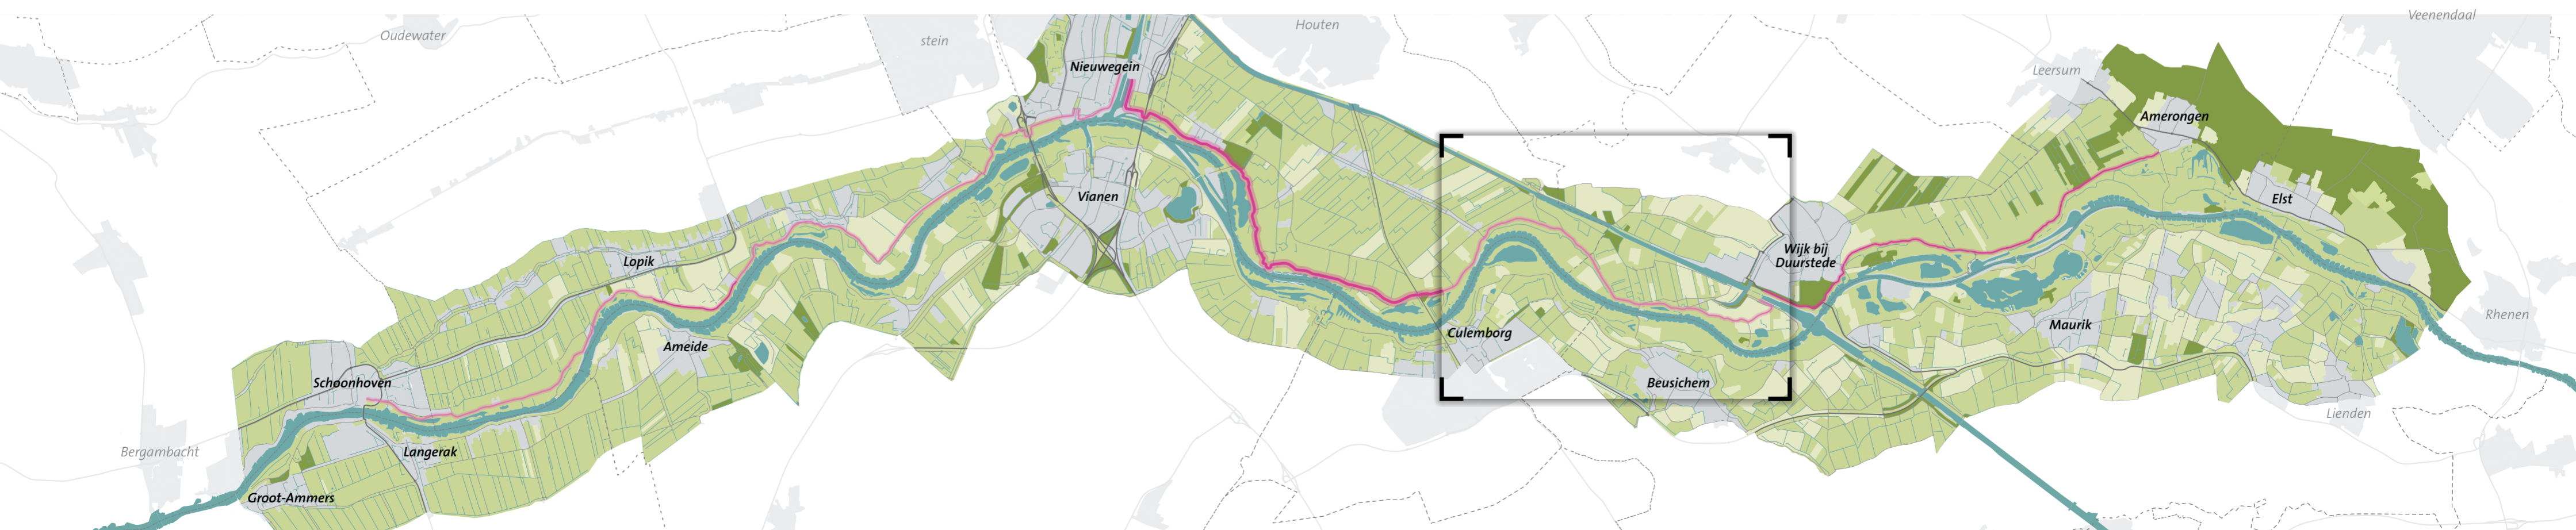 Oudewater
stein
Houten
Veenendaal
Nieuwegein
Leersum
Amerongen
Vianen
Elst
Lopik
Wijk bij
Duurstede
Rhenen
Maurik
Culemborg
Ameide
Schoonhoven
Beusichem
Lienden
Bergambacht
Langerak
Groot-Ammers